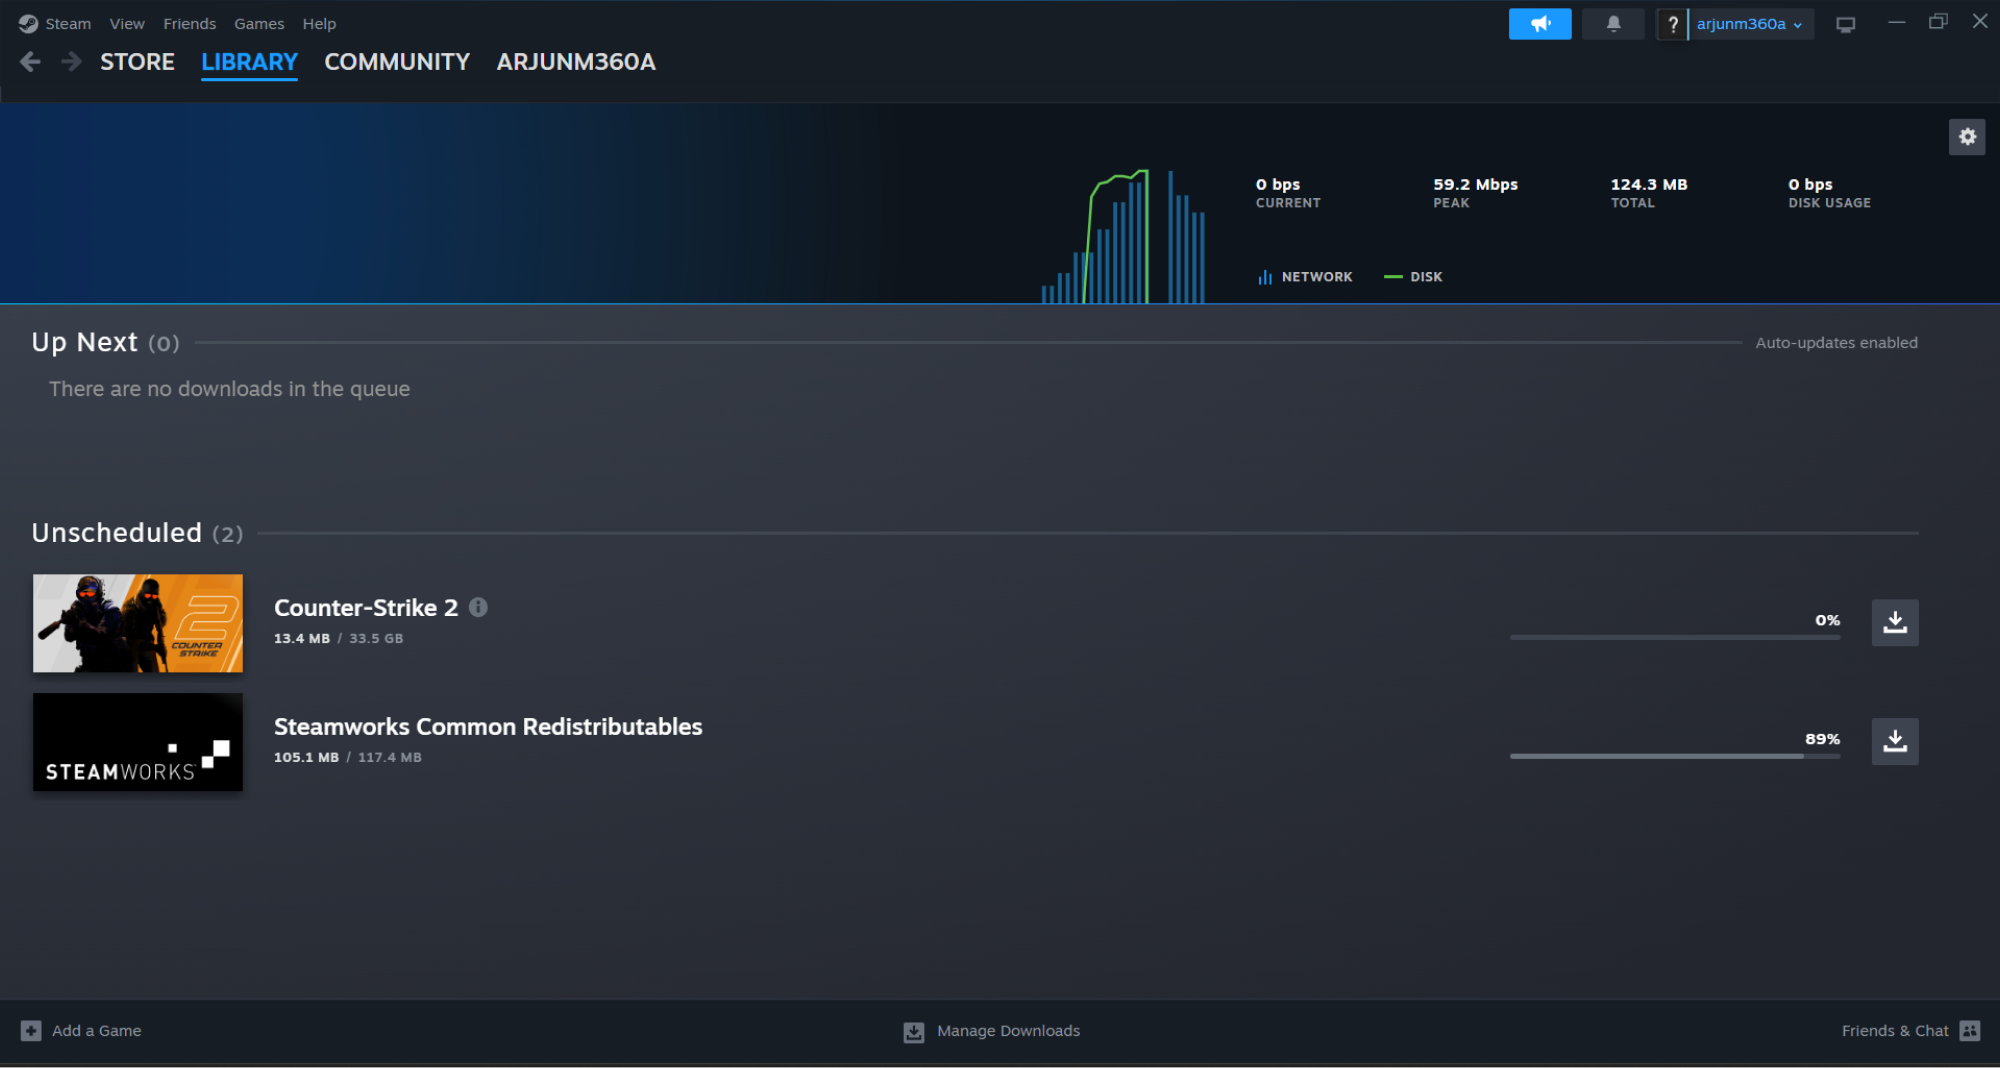 Steam View Friends Games Help
? arjunm360a
STORE LIBRARY COMMUNITY ARJUNM360A
0 bps 59.2 Mbps 124.3 MB 0 bps
CURRENT PEAK TOTAL DISK USAGE
NETWORK DISK
Up Next (0)
Auto-updates enabled
There are no downloads in the queue
Unscheduled (2)
2
COUNTER
STRIKE
Counter-Strike 2
13.4 MB / 33.5 GB
0%
STEAMWORKS
Steamworks Common Redistributables
105.1 MB / 117.4 MB
89%
Add a Game
Manage Downloads
Friends & Chat